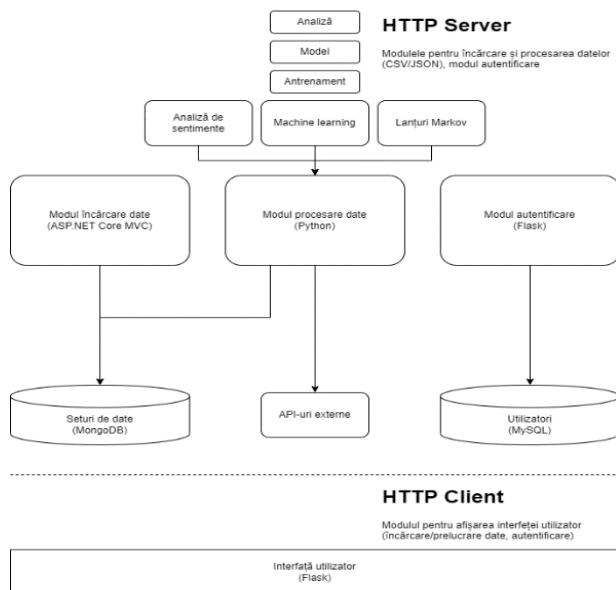 Analiză
HTTP Server
Model
Modulele pentru încărcare și procesarea datelor
(CSV/JSON), modul autentificare
Antrenament
Analiză de
sentimente
Machine learning
Lanțuri Markov
Modul încărcare date
(ASP.NET Core MVC)
Modul procesare date
(Python)
Modul autentificare
(Flask)
Seturi de date
(MongoDB)
API-uri externe
Utilizatori
(MySQL)
HTTP Client
Modulul pentru afișarea interfeței utilizator
(încărcare/prelucrare date, autentificare)
Interfață utilizator
(Flask)